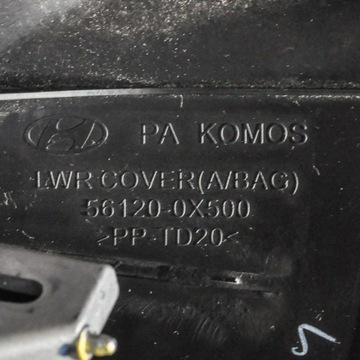 PA KOMOS
LWR COVER(A/BAG)
56120-0X500
>PP-TD20<